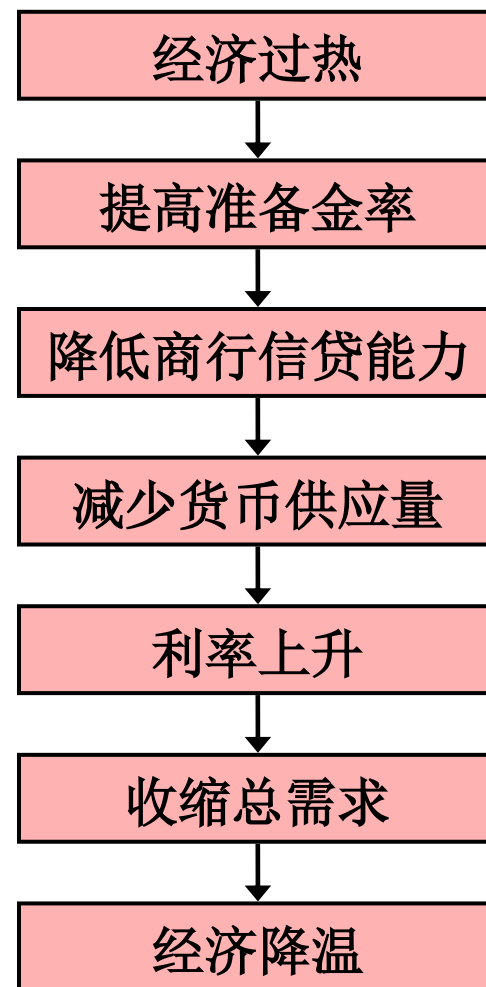 经济过热
提高准备金率
降低商行信贷能力
减少货币供应量
利率上升
收缩总需求
经济降温